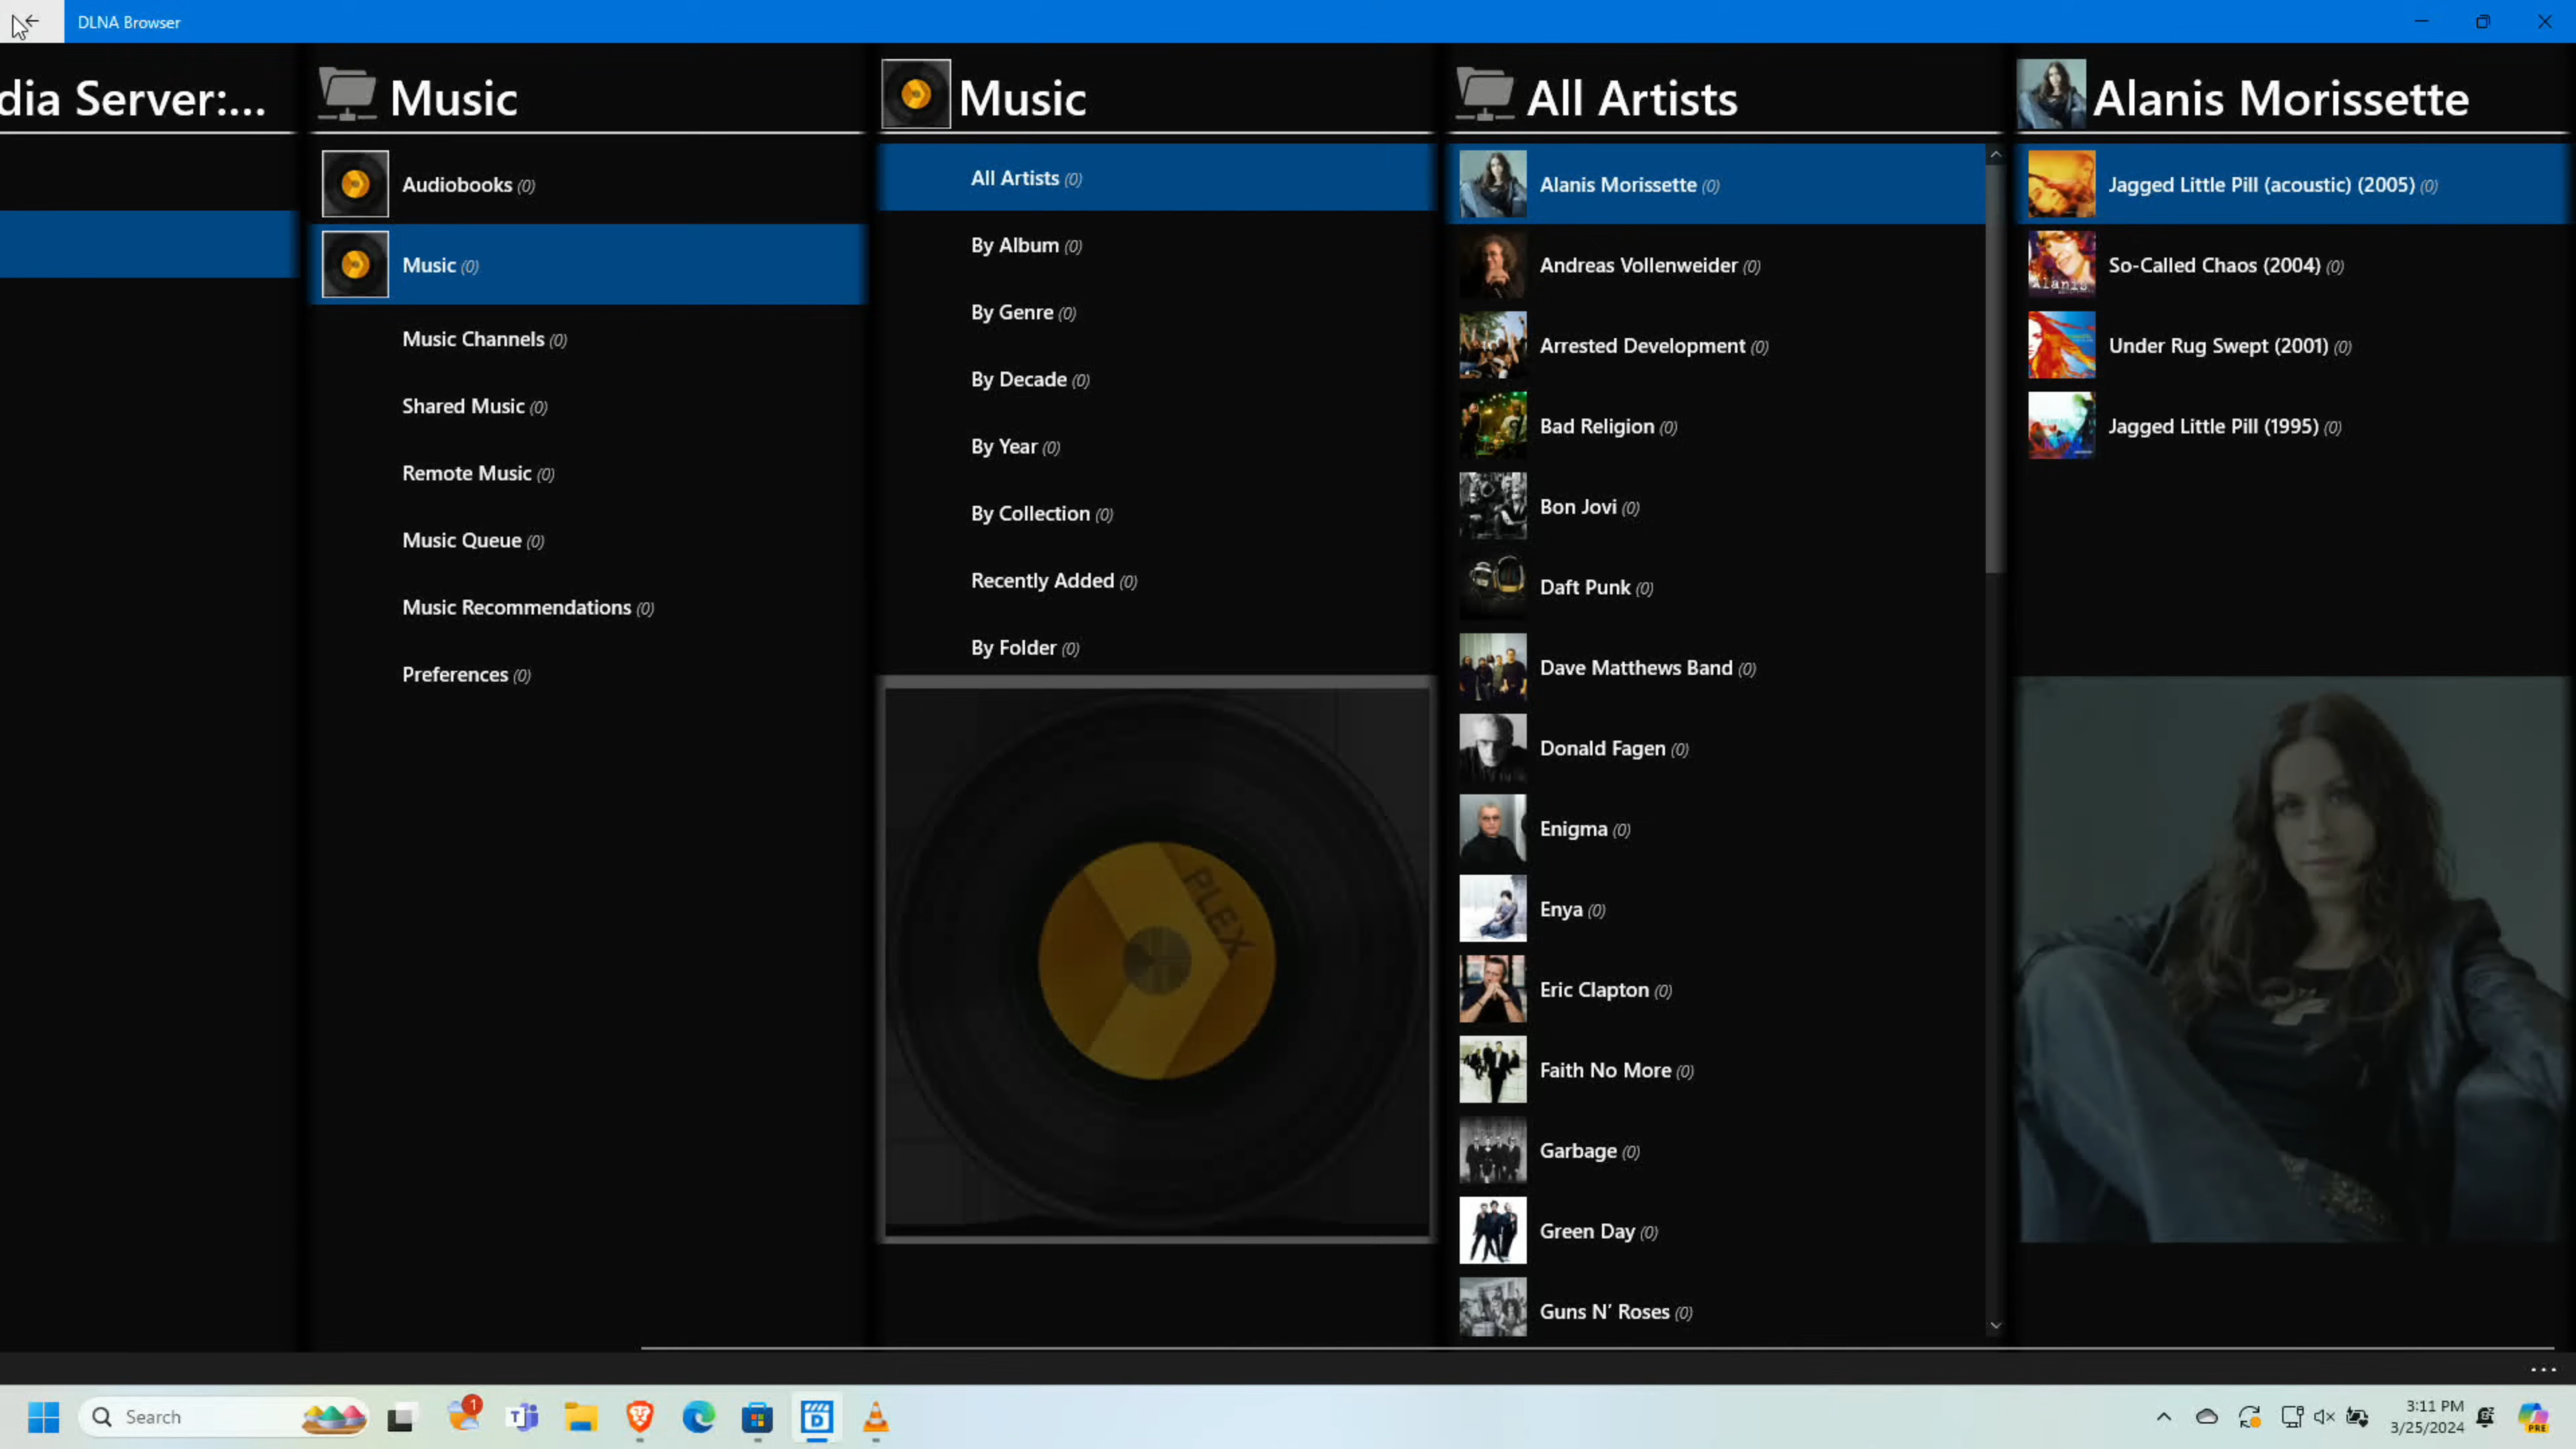 DLNA Browser
dia Server:...
Music
Audiobooks (0)
Music (0)
Music Channels (0)
Shared Music (0)
Remote Music (0)
Music Queue (0)
Music Recommendations (0)
Preferences (0)
Music
All Artists (0)
By Album (0)
By Genre (0)
By Decade (0)
By Year (0)
By Collection (0)
Recently Added (0)
By Folder (0)
PLEX
All Artists
Alanis Morissette (0)
Andreas Vollenweider (0)
Arrested Development (0)
Bad Religion (0)
Bon Jovi (0)
Daft Punk (0)
Dave Matthews Band (0)
Donald Fagen (0)
Enigma (0)
Enya (0)
Eric Clapton (0)
Faith No More (0)
Garbage (0)
Green Day (0)
Guns N’ Roses (0)
Alanis Morissette
Jagged Little Pill (acoustic) (2005) (0)
So-Called Chaos (2004) (0)
Alanis
Under Rug Swept (2001) (0)
Jagged Little Pill (1995) (0)
...
Search
1
T
D
3:11 PM
3/25/2024
PRE